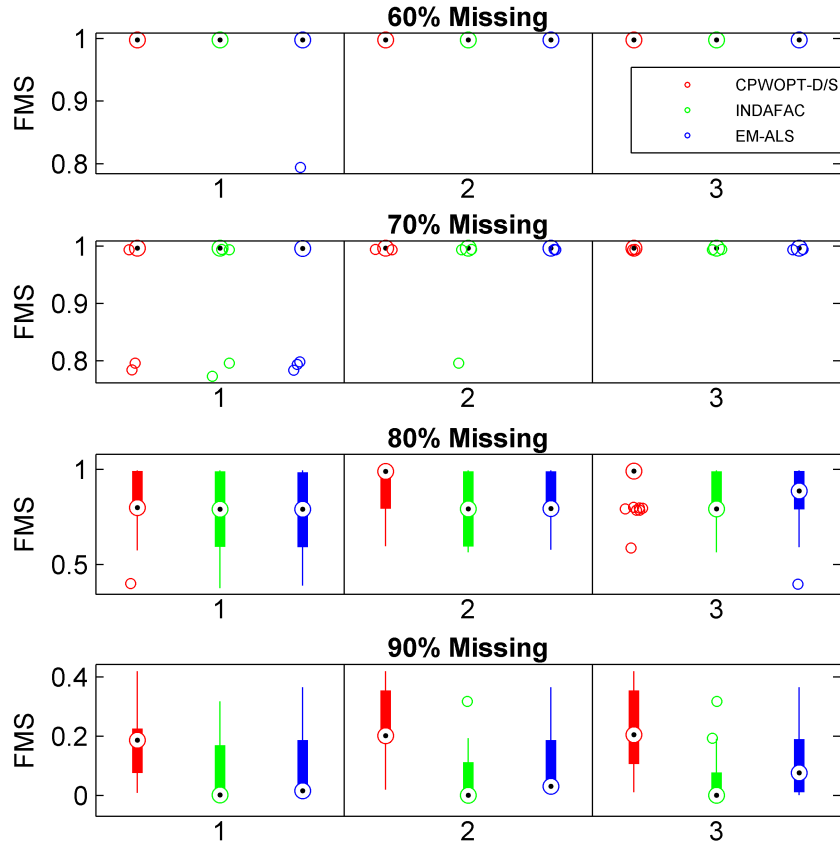 60% Missing
1
0.9
0.8
FMS
CPWOPT-D/S
INDAFAC
EM-ALS
1 2 3
70% Missing
1
0.9
0.8
FMS
1 2 3
80% Missing
1
0.5
FMS
1 2 3
90% Missing
0.4
0.2
0
FMS
1 2 3